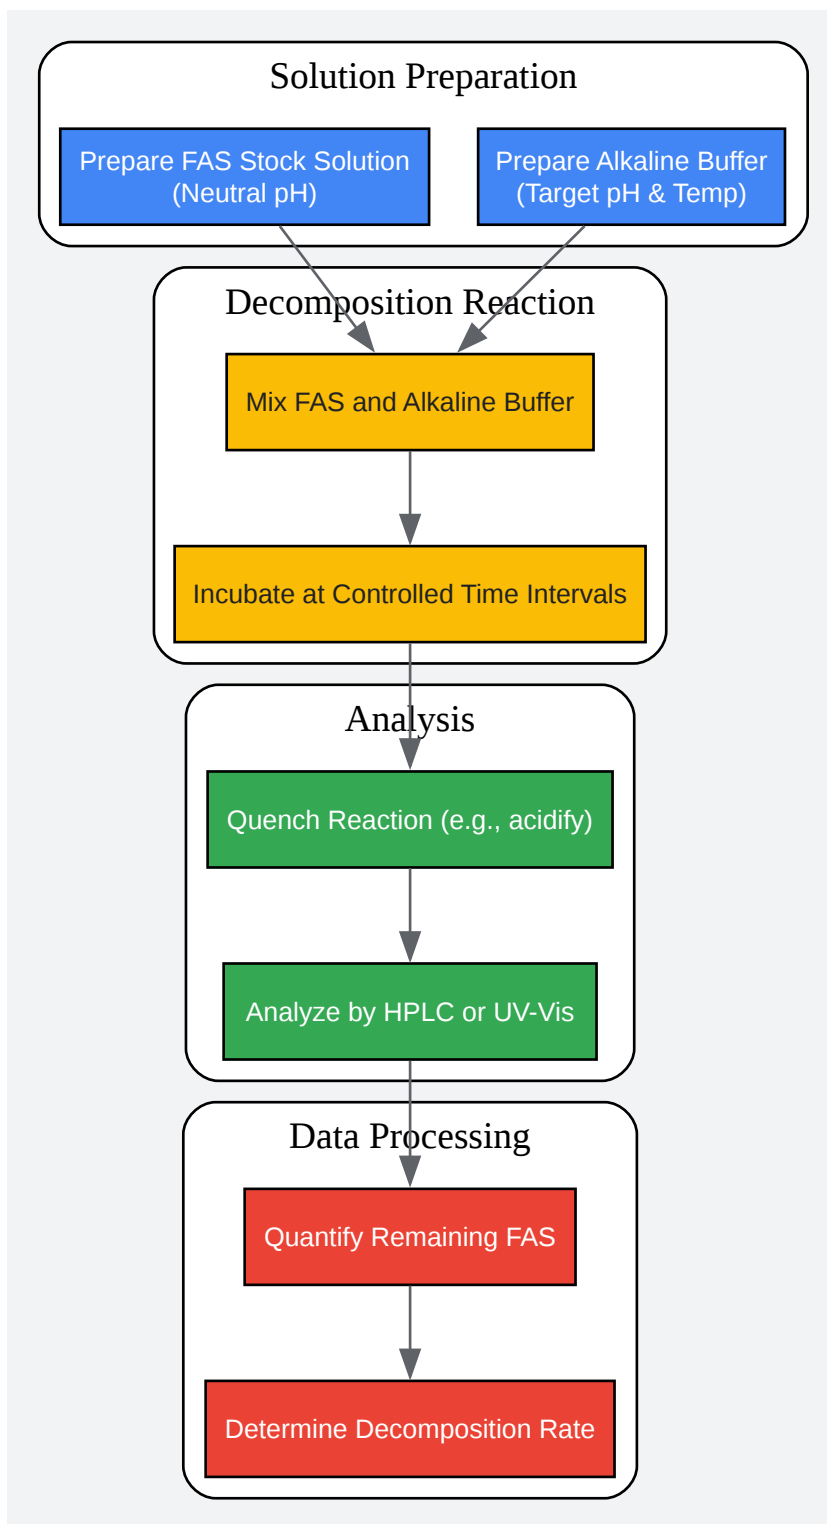 Solution Preparation
Prepare FAS Stock Solution
(Neutral pH)
Prepare Alkaline Buffer
(Target pH & Temp)
Decomposition Reaction
Mix FAS and Alkaline Buffer
Incubate at Controlled Time Intervals
Analysis
Quench Reaction (e.g., acidify)
Analyze by HPLC or UV-Vis
Data Processing
Quantify Remaining FAS
Determine Decomposition Rate